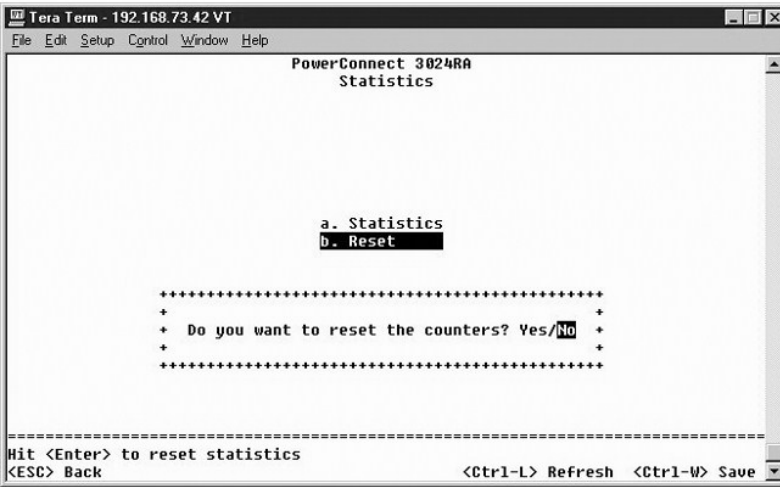 Tera Term - 192.168.73.42 VT
File Edit Setup Control Window Help
PowerConnect 3024RA
Statistics
a. Statistics
b. Reset
+++++++++++++++++++++++++++++++++++++++++++++++
+ +
+ Do you want to reset the counters? Yes/No +
+ +
+++++++++++++++++++++++++++++++++++++++++++++++
================================================================================
Hit <Enter> to reset statistics
<ESC> Back <Ctrl-L> Refresh <Ctrl-W> Save